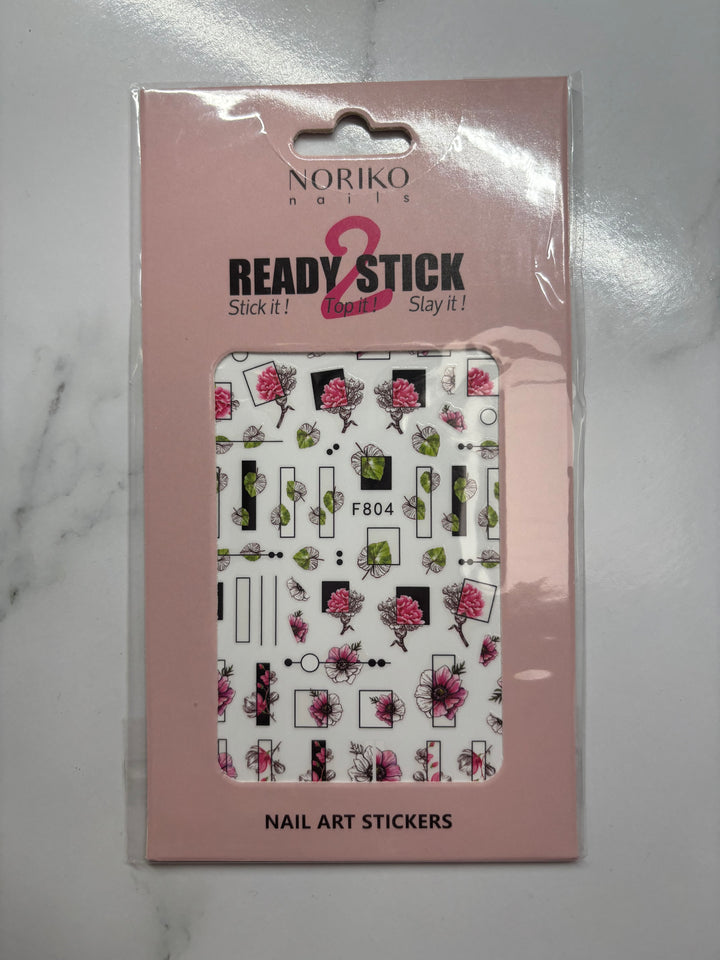 NORIKO
nails
READY 2 STICK
Stick it! Top it! Slay it!
F804
NAIL ART STICKERS